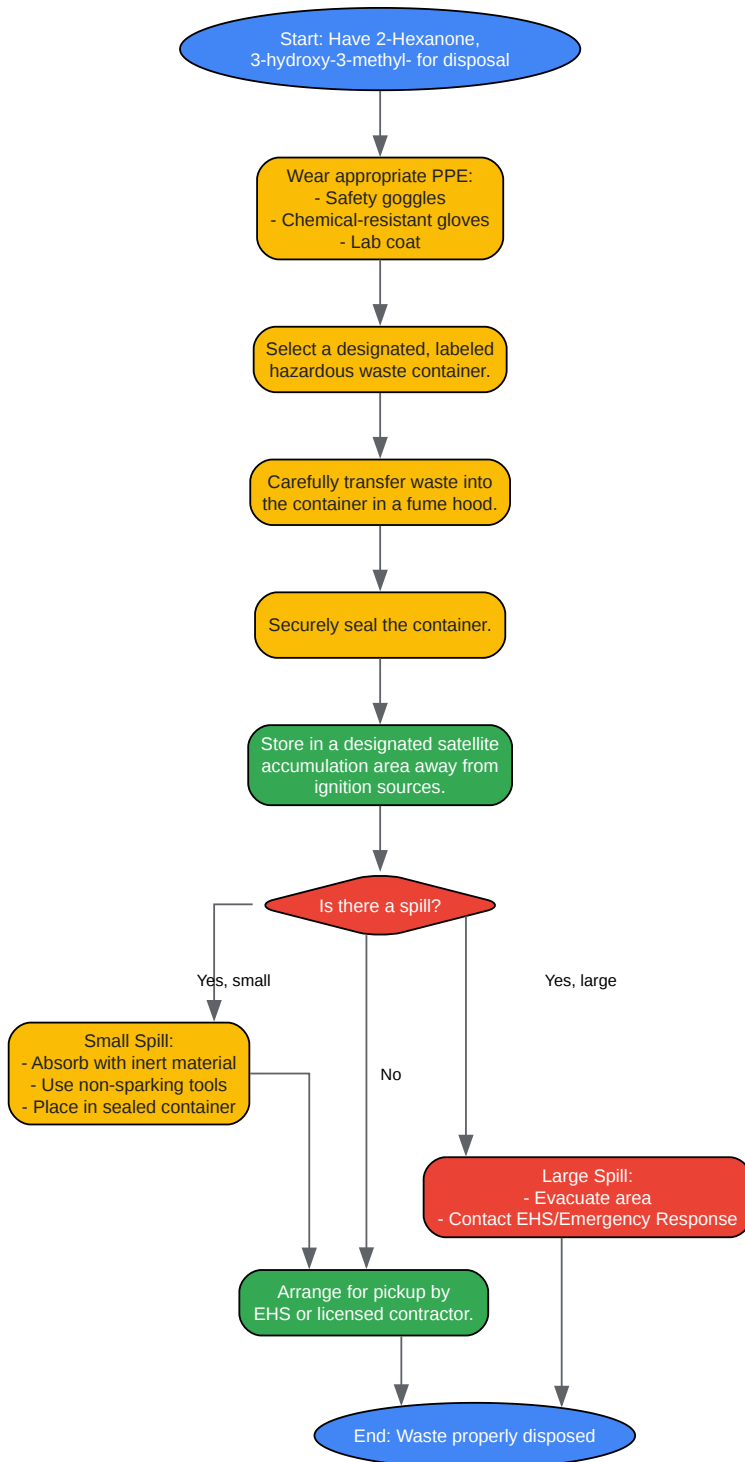 Start: Have 2-Hexanone,
3-hydroxy-3-methyl- for disposal
Wear appropriate PPE:
- Safety goggles
- Chemical-resistant gloves
- Lab coat
Select a designated, labeled
hazardous waste container.
Carefully transfer waste into
the container in a fume hood.
Securely seal the container.
Store in a designated satellite
accumulation area away from
ignition sources.
Is there a spill?
Yes, small
Yes, large
Small Spill:
- Absorb with inert material
- Use non-sparking tools
- Place in sealed container
No
Large Spill:
- Evacuate area
- Contact EHS/Emergency Response
Arrange for pickup by
EHS or licensed contractor.
End: Waste properly disposed